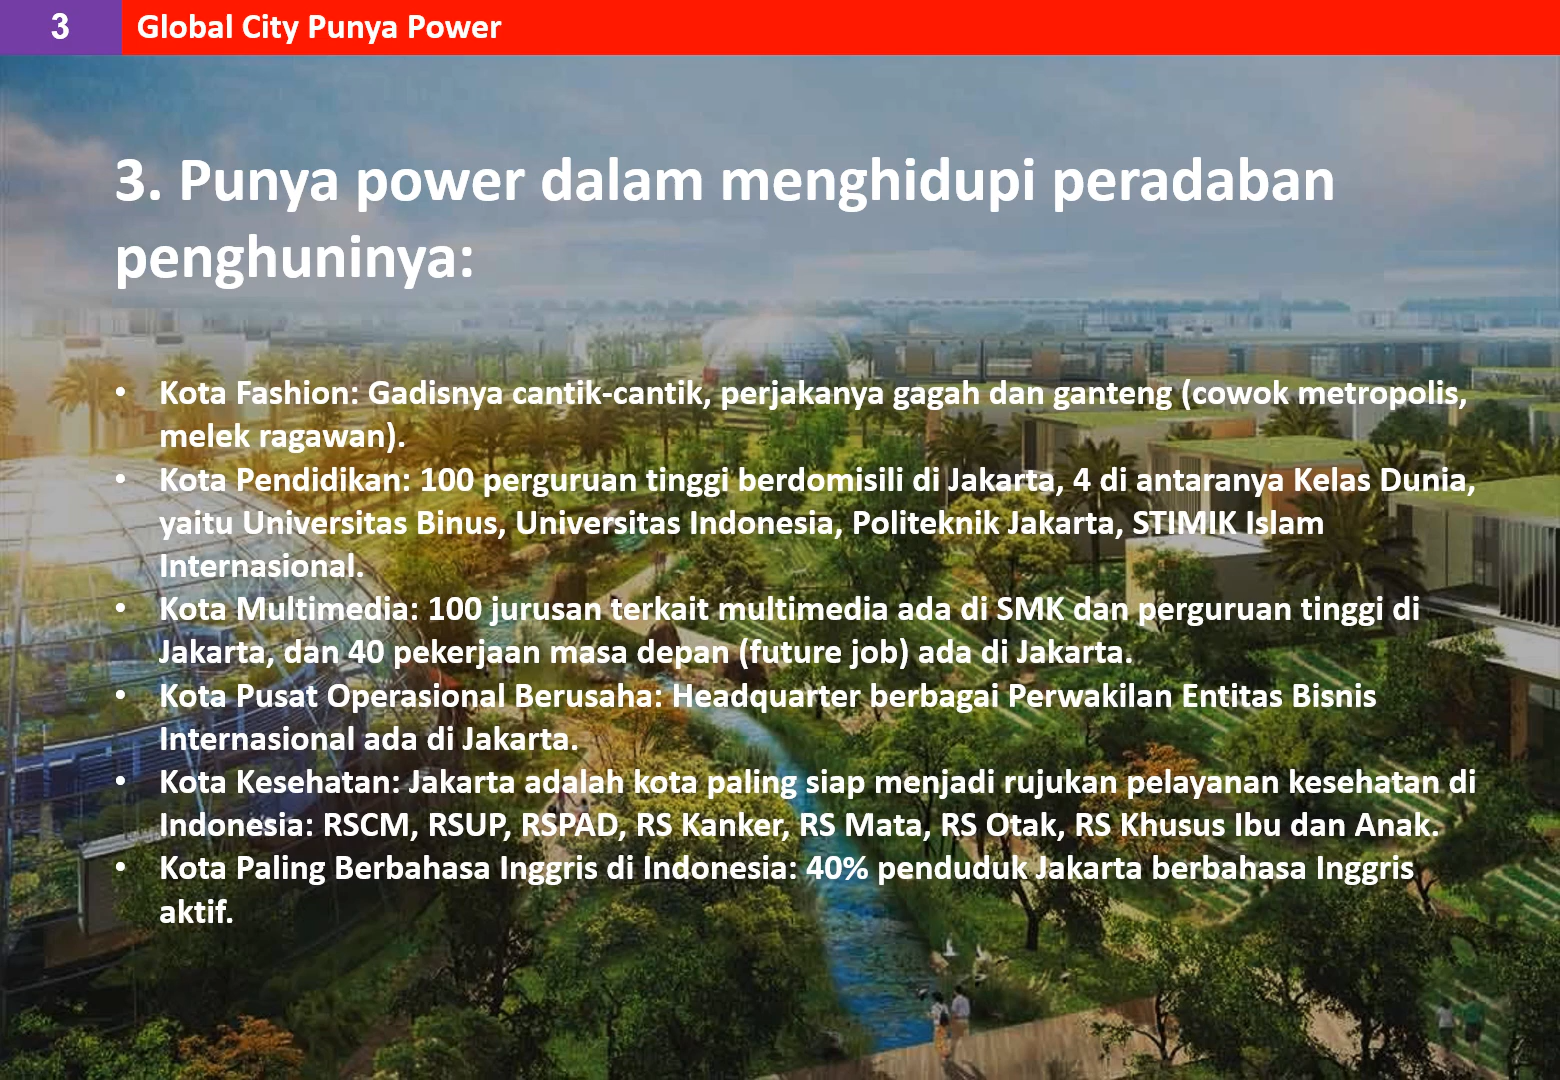 3
Global City Punya Power
3. Punya power dalam menghidupi peradaban
penghuninya:
• Kota Fashion: Gadisnya cantik-cantik, perjakanya gagah dan ganteng (cowok metropolis,
melek ragawan).
• Kota Pendidikan: 100 perguruan tinggi berdomisili di Jakarta, 4 di antaranya Kelas Dunia,
yaitu Universitas Binus, Universitas Indonesia, Politeknik Jakarta, STIMIK Islam
Internasional.
• Kota Multimedia: 100 jurusan terkait multimedia ada di SMK dan perguruan tinggi di
Jakarta, dan 40 pekerjaan masa depan (future job) ada di Jakarta.
• Kota Pusat Operasional Berusaha: Headquarter berbagai Perwakilan Entitas Bisnis
Internasional ada di Jakarta.
• Kota Kesehatan: Jakarta adalah kota paling siap menjadi rujukan pelayanan kesehatan di
Indonesia: RSCM, RSUP, RSPAD, RS Kanker, RS Mata, RS Otak, RS Khusus Ibu dan Anak.
• Kota Paling Berbahasa Inggris di Indonesia: 40% penduduk Jakarta berbahasa Inggris
aktif.